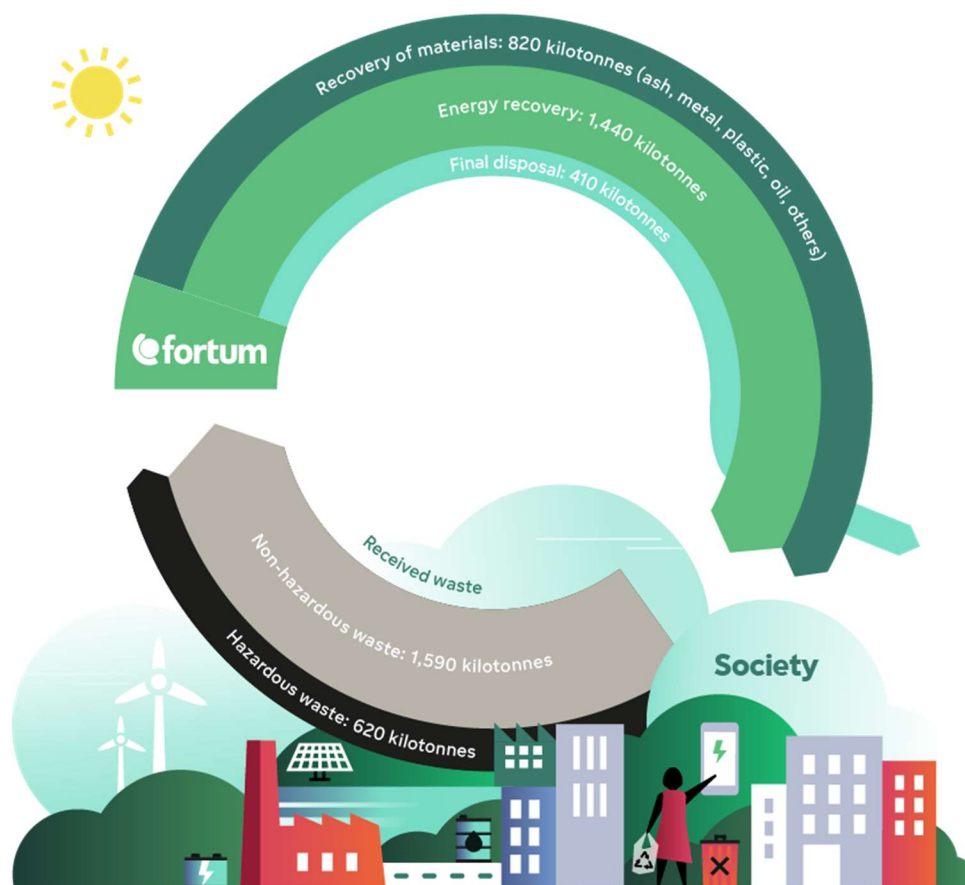 Recovery of materials: 820 kilotonnes (ash, metal, plastic, oil, others)
Energy recovery: 1,440 kilotonnes
Final disposal: 410 kilotonnes
fortum
Received waste
Non-hazardous waste: 1,590 kilotonnes
Hazardous waste: 620 kilotonnes
Society